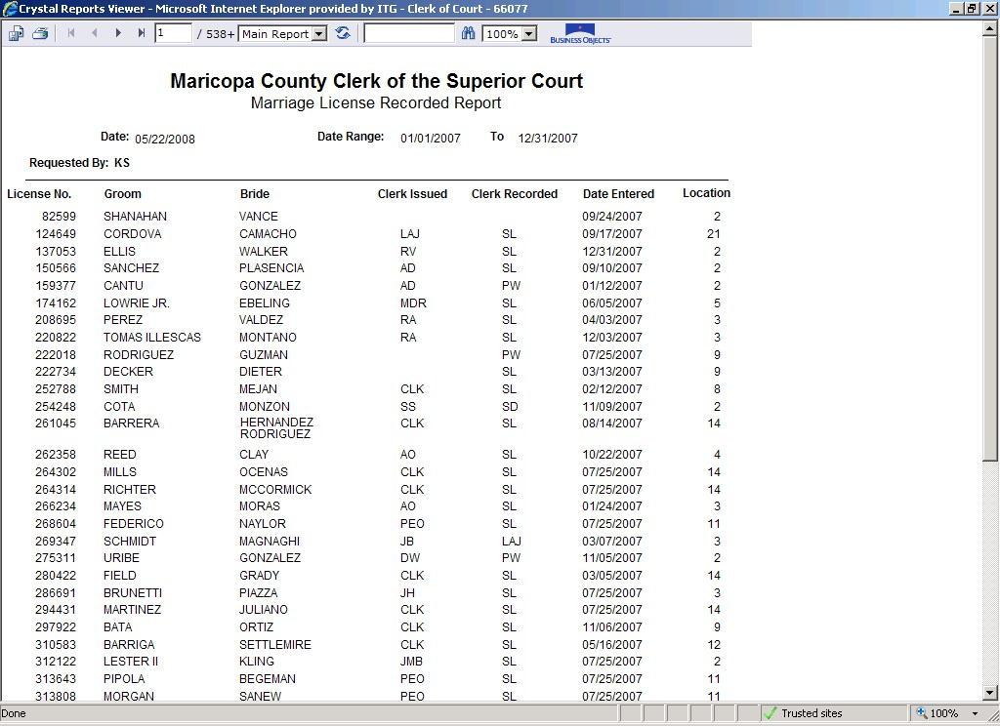 Crystal Reports Viewer - Microsoft Internet Explorer provided by ITG - Clerk of Court - 66077
1 / 538+ Main Report 100% BUSINESS OBJECTS
Maricopa County Clerk of the Superior Court
Marriage License Recorded Report
Date: 05/22/2008 Date Range: 01/01/2007 To 12/31/2007
Requested By: KS
License No. Groom Bride Clerk Issued Clerk Recorded Date Entered Location
82599 SHANAHAN VANCE 09/24/2007 2
124649 CORDOVA CAMACHO LAJ SL 09/17/2007 21
137053 ELLIS WALKER RV SL 12/31/2007 2
150566 SANCHEZ PLASENCIA AD SL 09/10/2007 2
159377 CANTU GONZALEZ AD PW 01/12/2007 2
174162 LOWRIE JR. EBELING MDR SL 06/05/2007 5
208695 PEREZ VALDEZ RA SL 04/03/2007 3
220822 TOMAS ILLESCAS MONTANO RA SL 12/03/2007 3
222018 RODRIGUEZ GUZMAN PW 07/25/2007 9
222734 DECKER DIETER SL 03/13/2007 9
252788 SMITH MEJAN CLK SL 02/12/2007 8
254248 COTA MONZON SS SD 11/09/2007 2
261045 BARRERA HERNANDEZ CLK SL 08/14/2007 14
RODRIGUEZ
262358 REED CLAY AO SL 10/22/2007 4
264302 MILLS OCENAS CLK SL 07/25/2007 14
264314 RICHTER MCCORMICK CLK SL 07/25/2007 14
266234 MAYES MORAS AO SL 01/24/2007 3
268604 FEDERICO NAYLOR PEO SL 07/25/2007 11
269347 SCHMIDT MAGNAGHI JB LAJ 03/07/2007 3
275311 URIBE GONZALEZ DW PW 11/05/2007 2
280422 FIELD GRADY CLK SL 03/05/2007 14
286691 BRUNETTI PIAZZA JH SL 07/25/2007 3
294431 MARTINEZ JULIANO CLK SL 07/25/2007 14
297922 BATA ORTIZ CLK SL 11/06/2007 9
310583 BARRIGA SETTLEMIRE CLK SL 05/16/2007 12
312122 LESTER II KLING JMB SL 07/25/2007 2
313643 PIPOLA BEGEMAN PEO SL 07/25/2007 11
313808 MORGAN SANEW PEO SL 07/25/2007 11
Done Trusted sites 100%